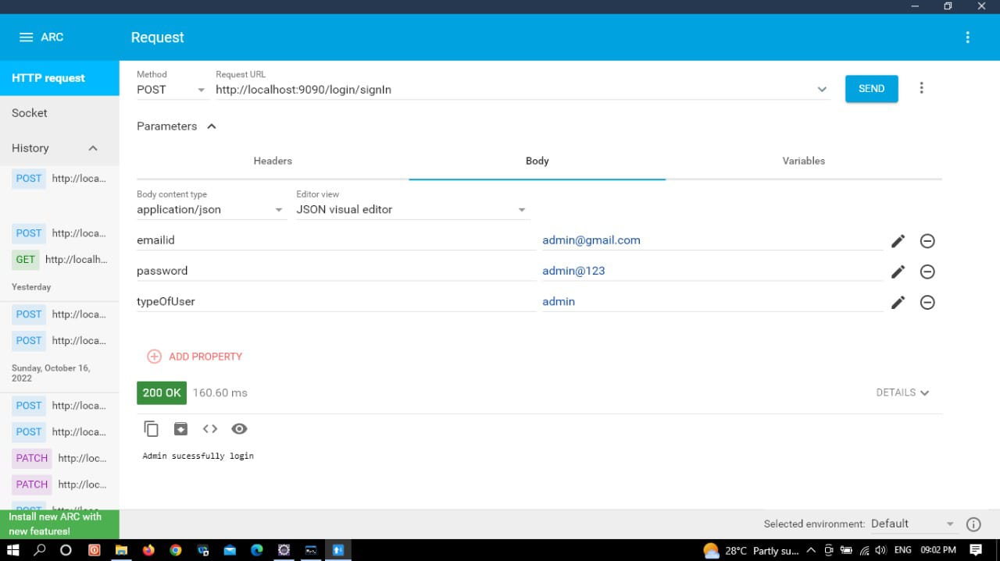 ARC
Request
HTTP request
Socket
History
POST http://loca...
POST http://loca...
GET http://localh...
Yesterday
POST http://loca...
POST http://loca...
Sunday, October 16,
2022
POST http://loca...
POST http://loca...
PATCH http://loc...
PATCH http://loc...
POST http://loca...
Install new ARC with
new features!
Method
POST
Request URL
http://localhost:9090/login/signIn
SEND
Parameters
Headers
Body
Variables
Body content type
application/json
Editor view
JSON visual editor
emailid admin@gmail.com
password admin@123
typeOfUser admin
ADD PROPERTY
200 OK 160.60 ms
DETAILS
Admin sucessfully login
Selected environment: Default
28°C Partly su... ENG 09:02 PM